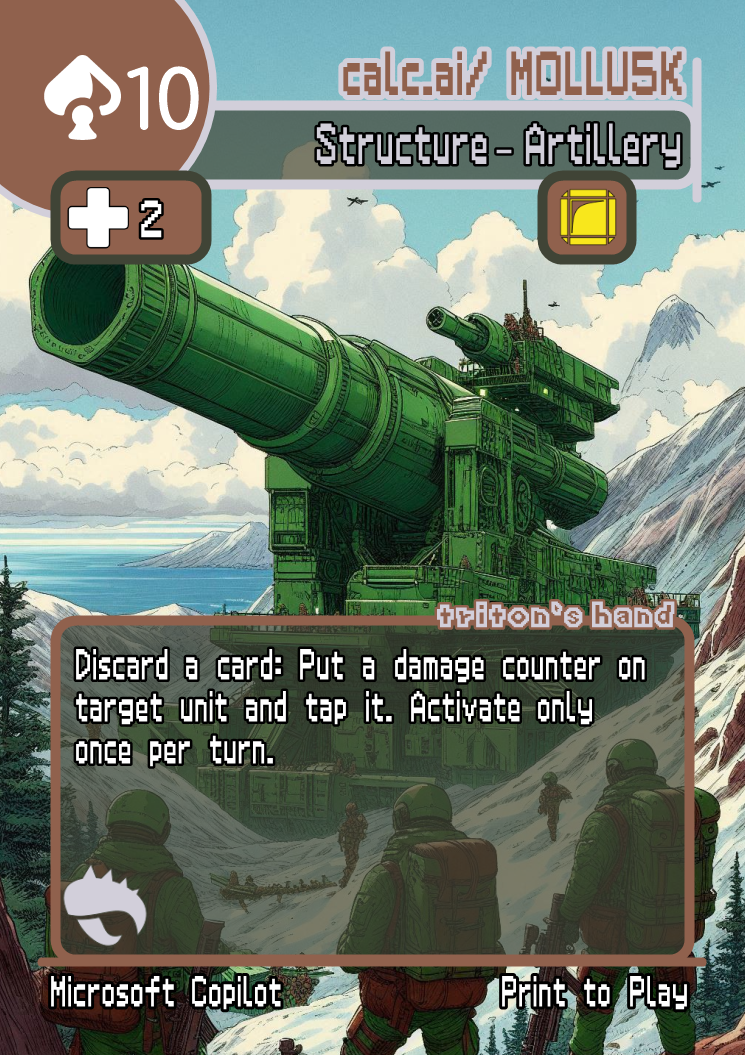 10
calc.ai/ MOLLU5K
Structure - Artillery
2
triton's hand
Discard a card: Put a damage counter on
target unit and tap it. Activate only
once per turn.
Microsoft Copilot
Print to Play